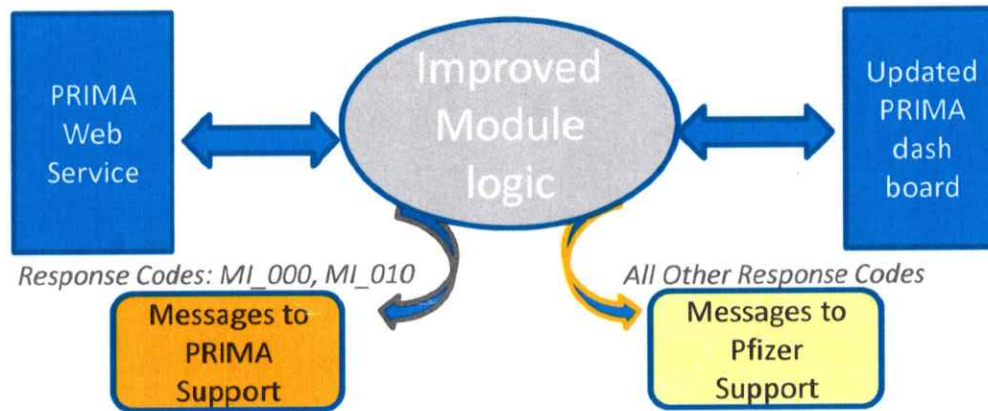 PRIMA
Web
Service
Improved
Module
logic
Updated
PRIMA
dash
board
Response Codes: MI_000, MI_010
All Other Response Codes
Messages to
PRIMA
Support
Messages to
Pfizer
Support